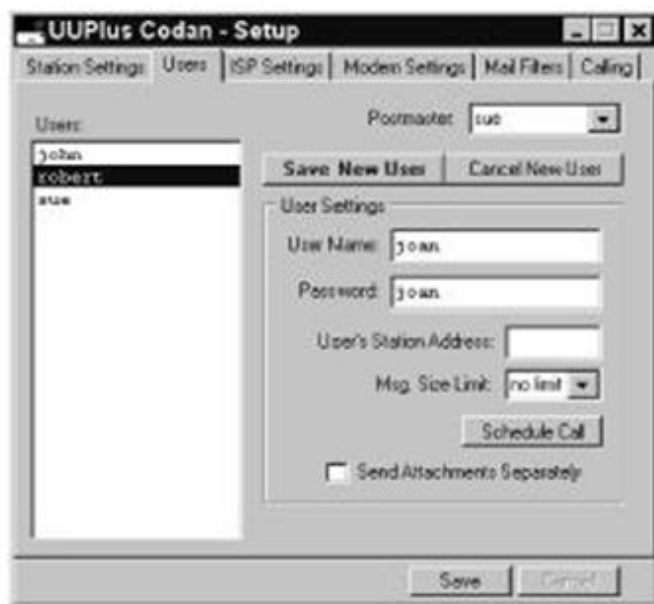 UUPlus Codan - Setup
Station Settings Users ISP Settings Modem Settings Mail Filters Calling
Users:
Postmaster: sue
john
robert
sue
Save New User Cancel New User
User Settings
User Name: joan
Password: joan
User's Station Address:
Msg. Size Limit: no limit
Schedule Call
Send Attachments Separately
Save Cancel